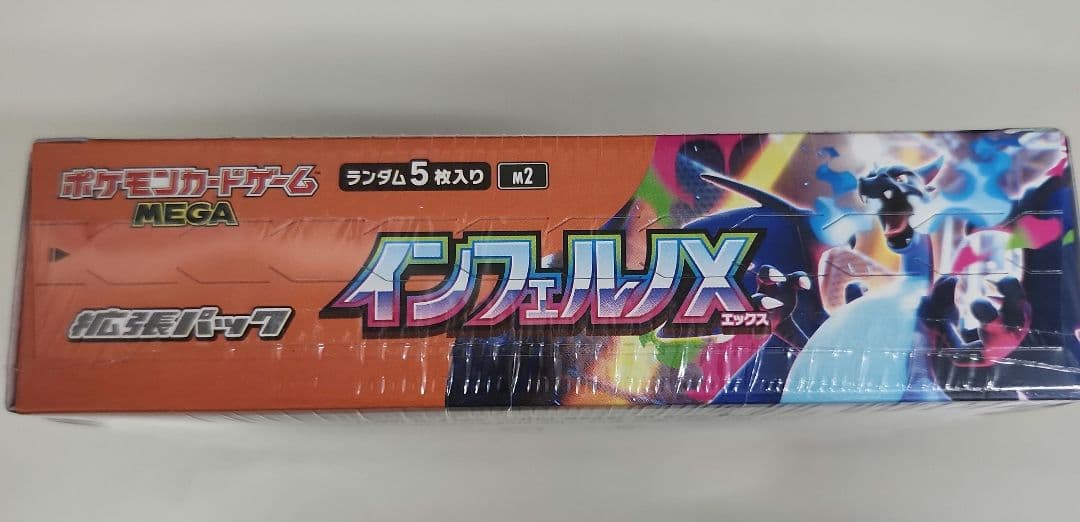 ポケモンカードゲーム
MEGA
ランダム5枚入り
M2
インフェルノX
エックス
拡張パック